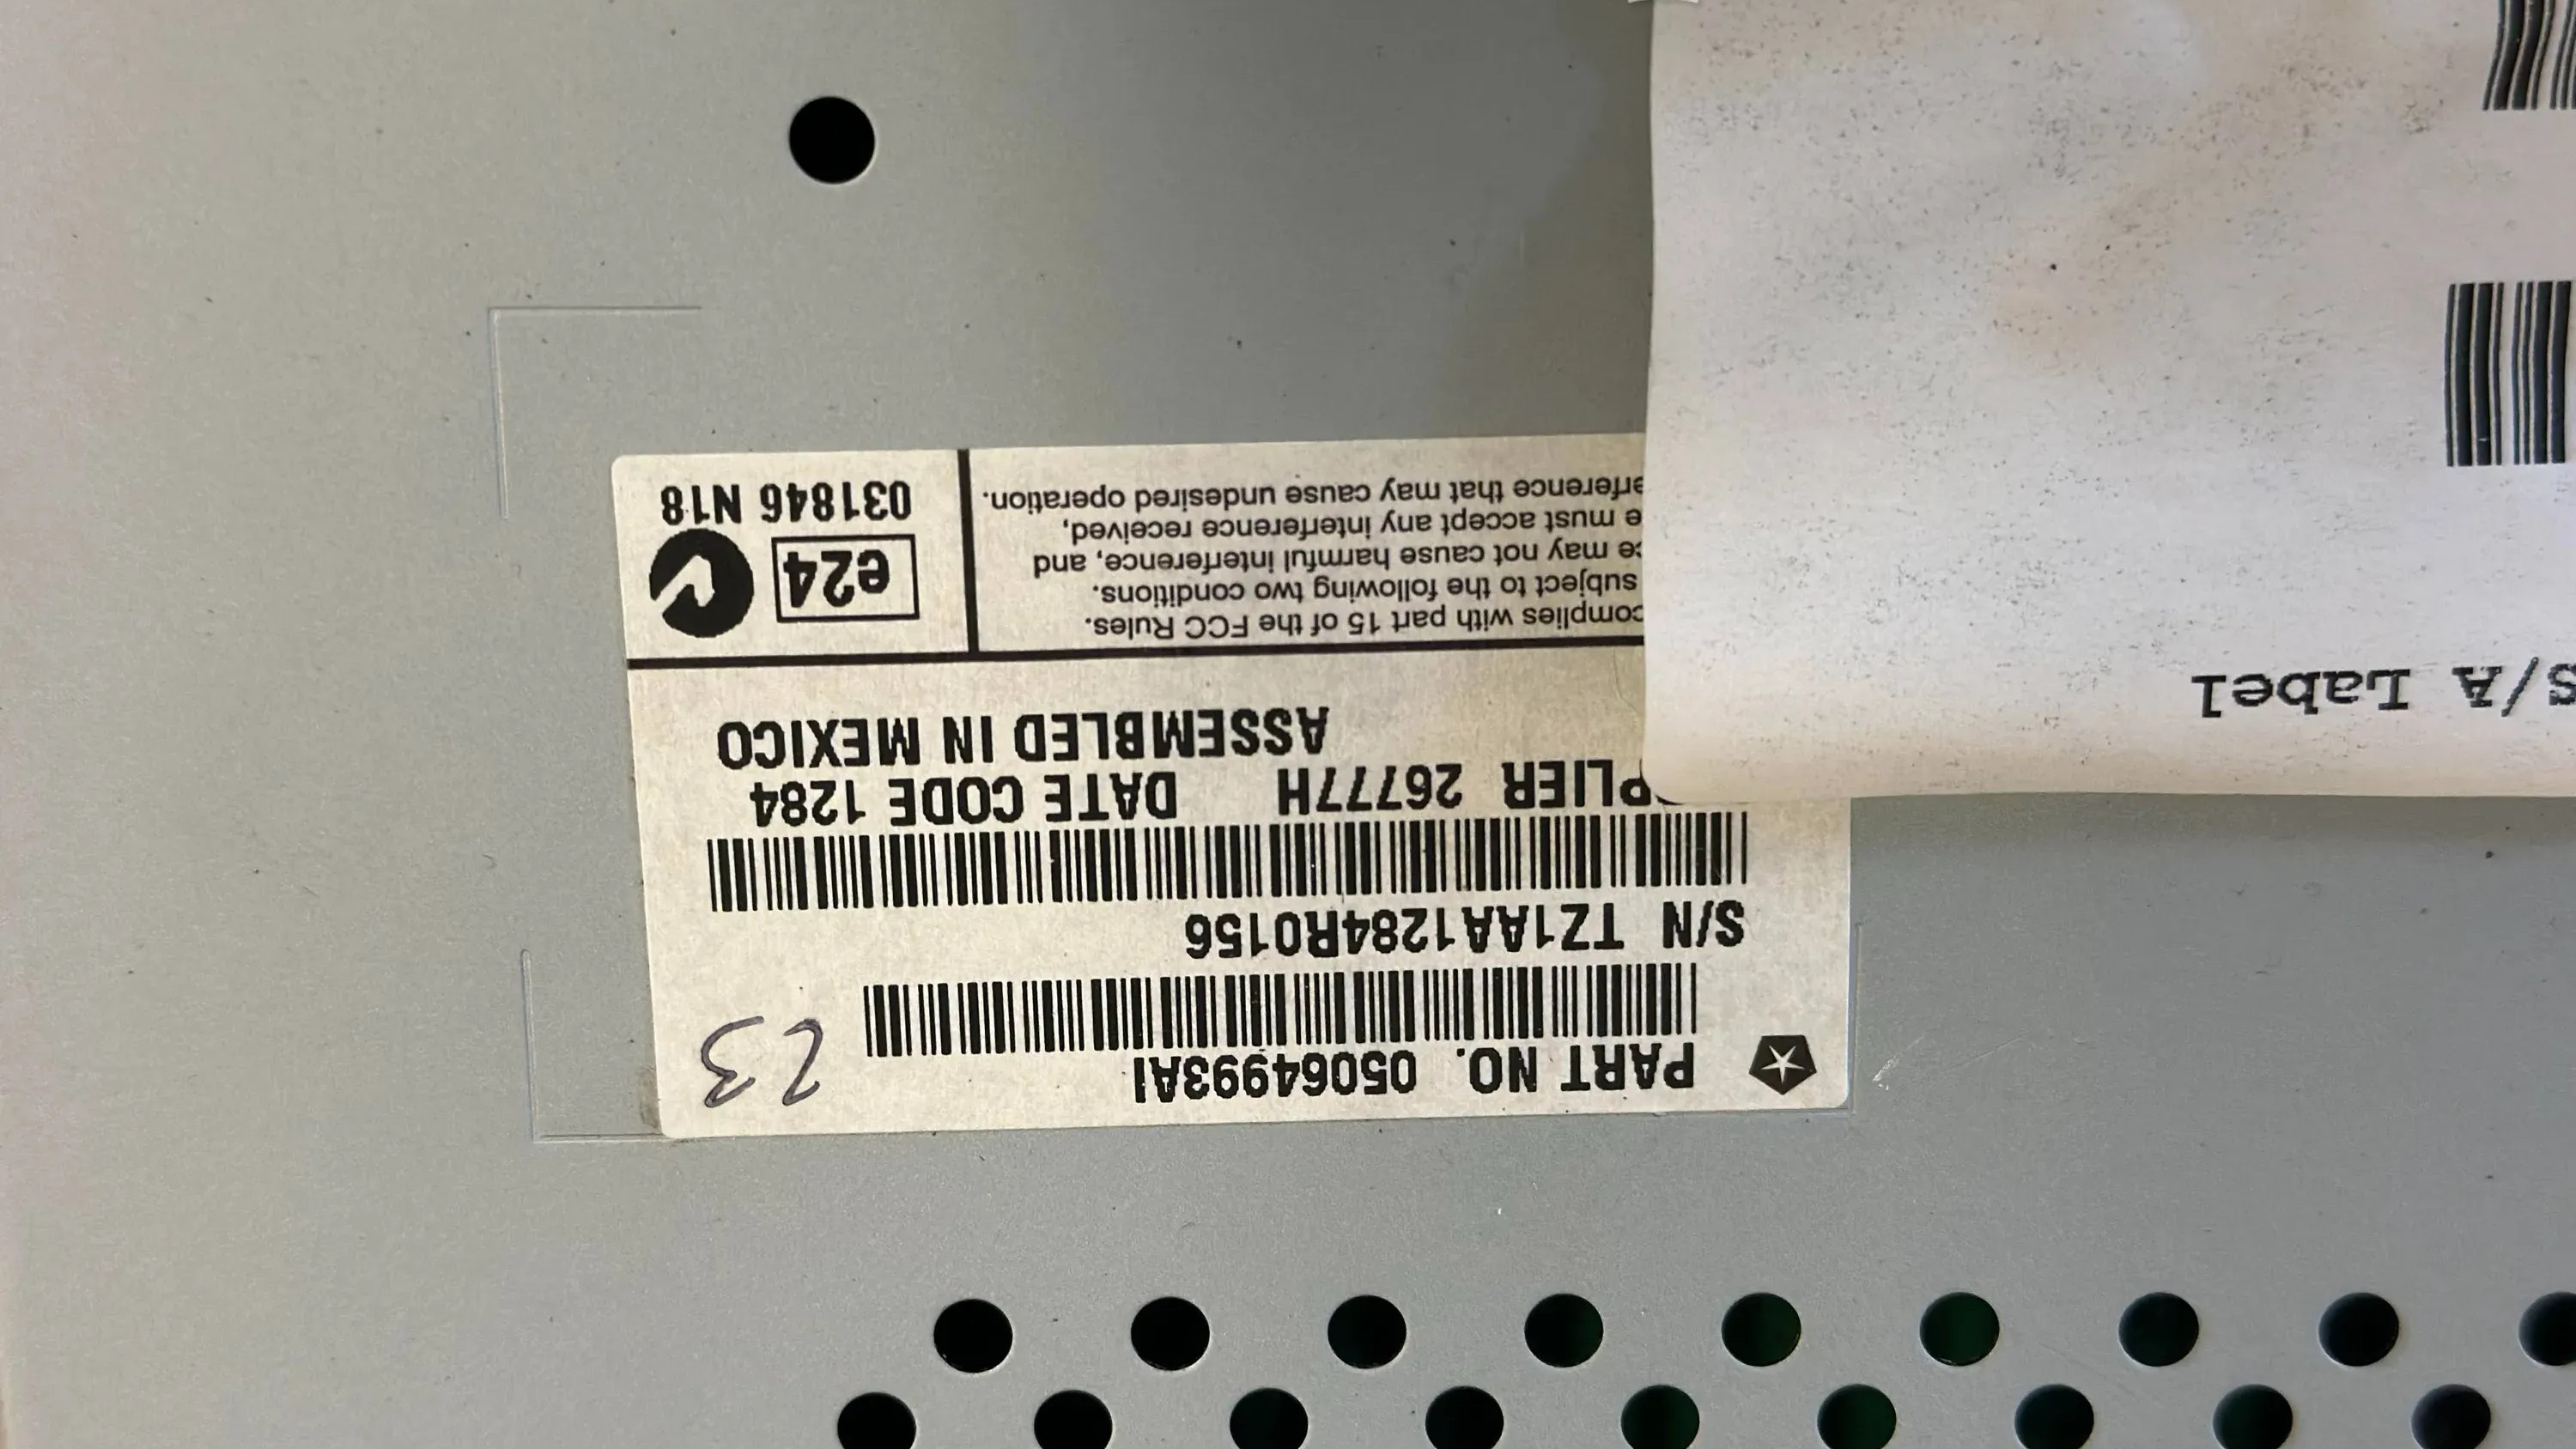 PART NO. 05064993AI
23
S/N TZ1AA1284R0156
PLIER 26777H DATE CODE 1284
ASSEMBLED IN MEXICO
complies with part 15 of the FCC Rules.
subject to the following two conditions.
may not cause harmful interference, and
must accept any interference received,
erference that may cause undesired operation.
e24
031846 N18
S/A Label